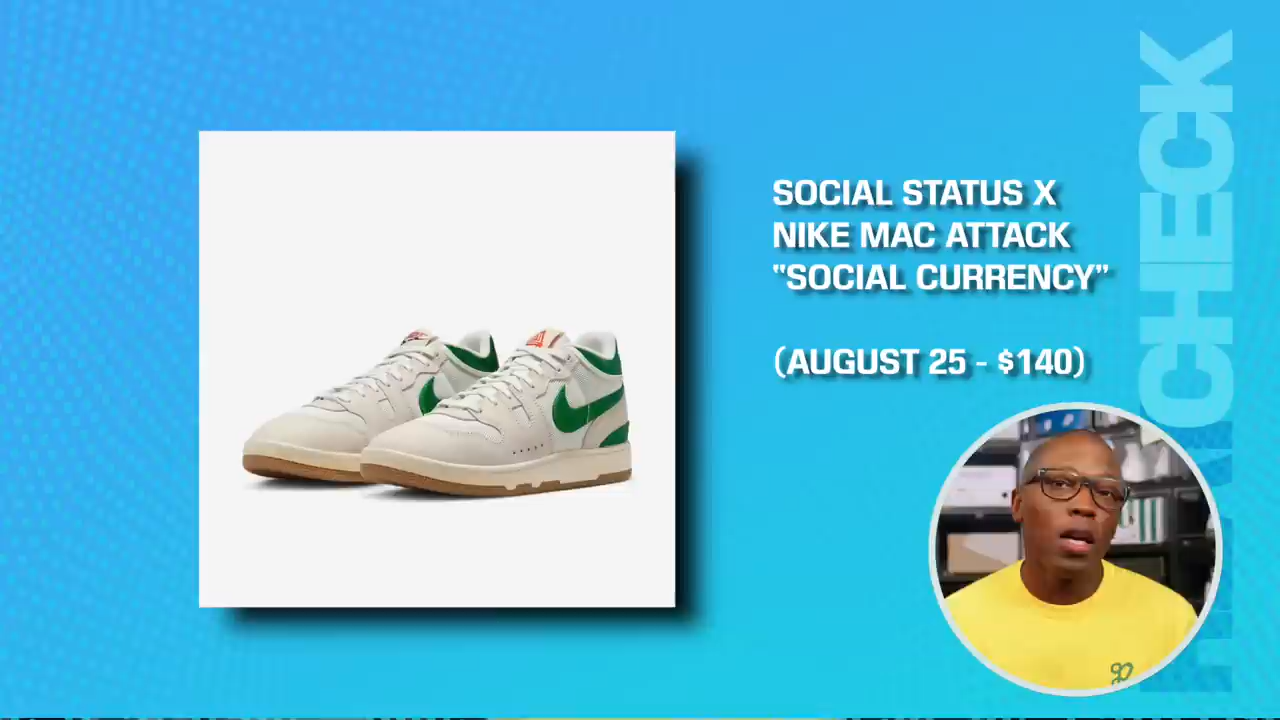 SOCIAL STATUS X
NIKE MAC ATTACK
"SOCIAL CURRENCY"
(AUGUST 25 - $140)
CHECK